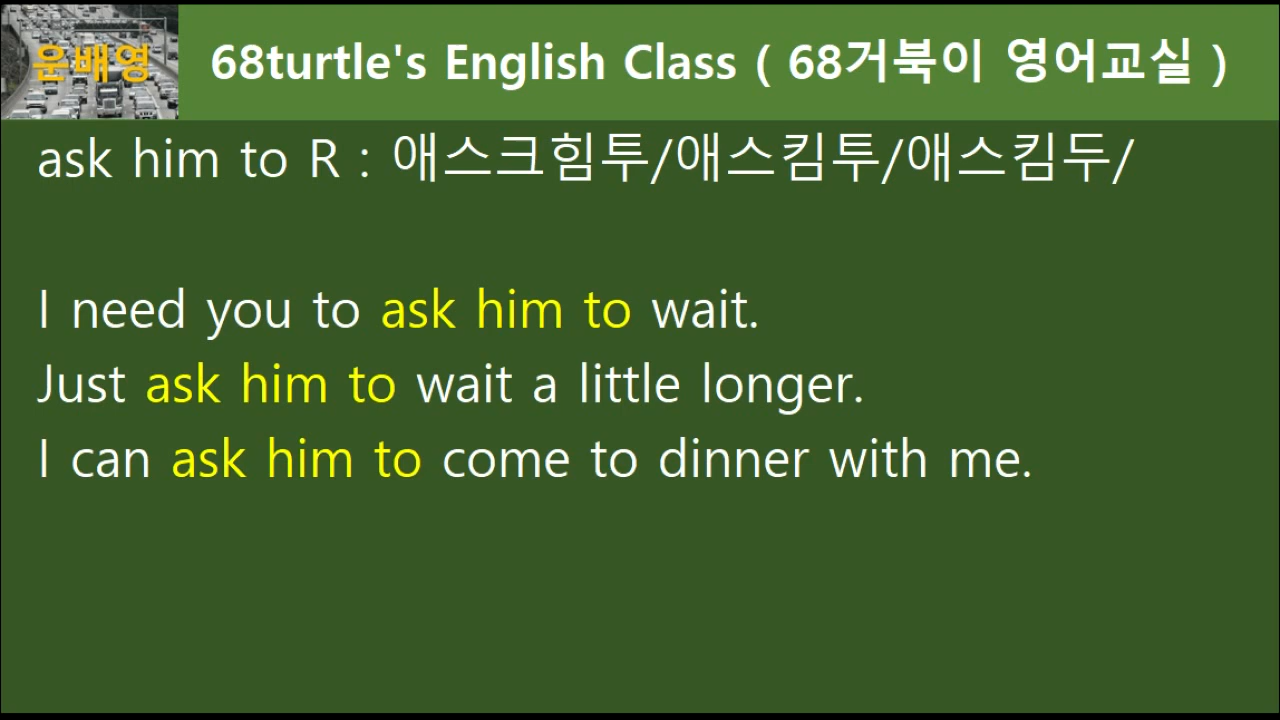 운배영
68turtle's English Class ( 68거북이 영어교실 )
ask him to R : 애스크힘투/애스킴투/애스킴두/
I need you to ask him to wait.
Just ask him to wait a little longer.
I can ask him to come to dinner with me.